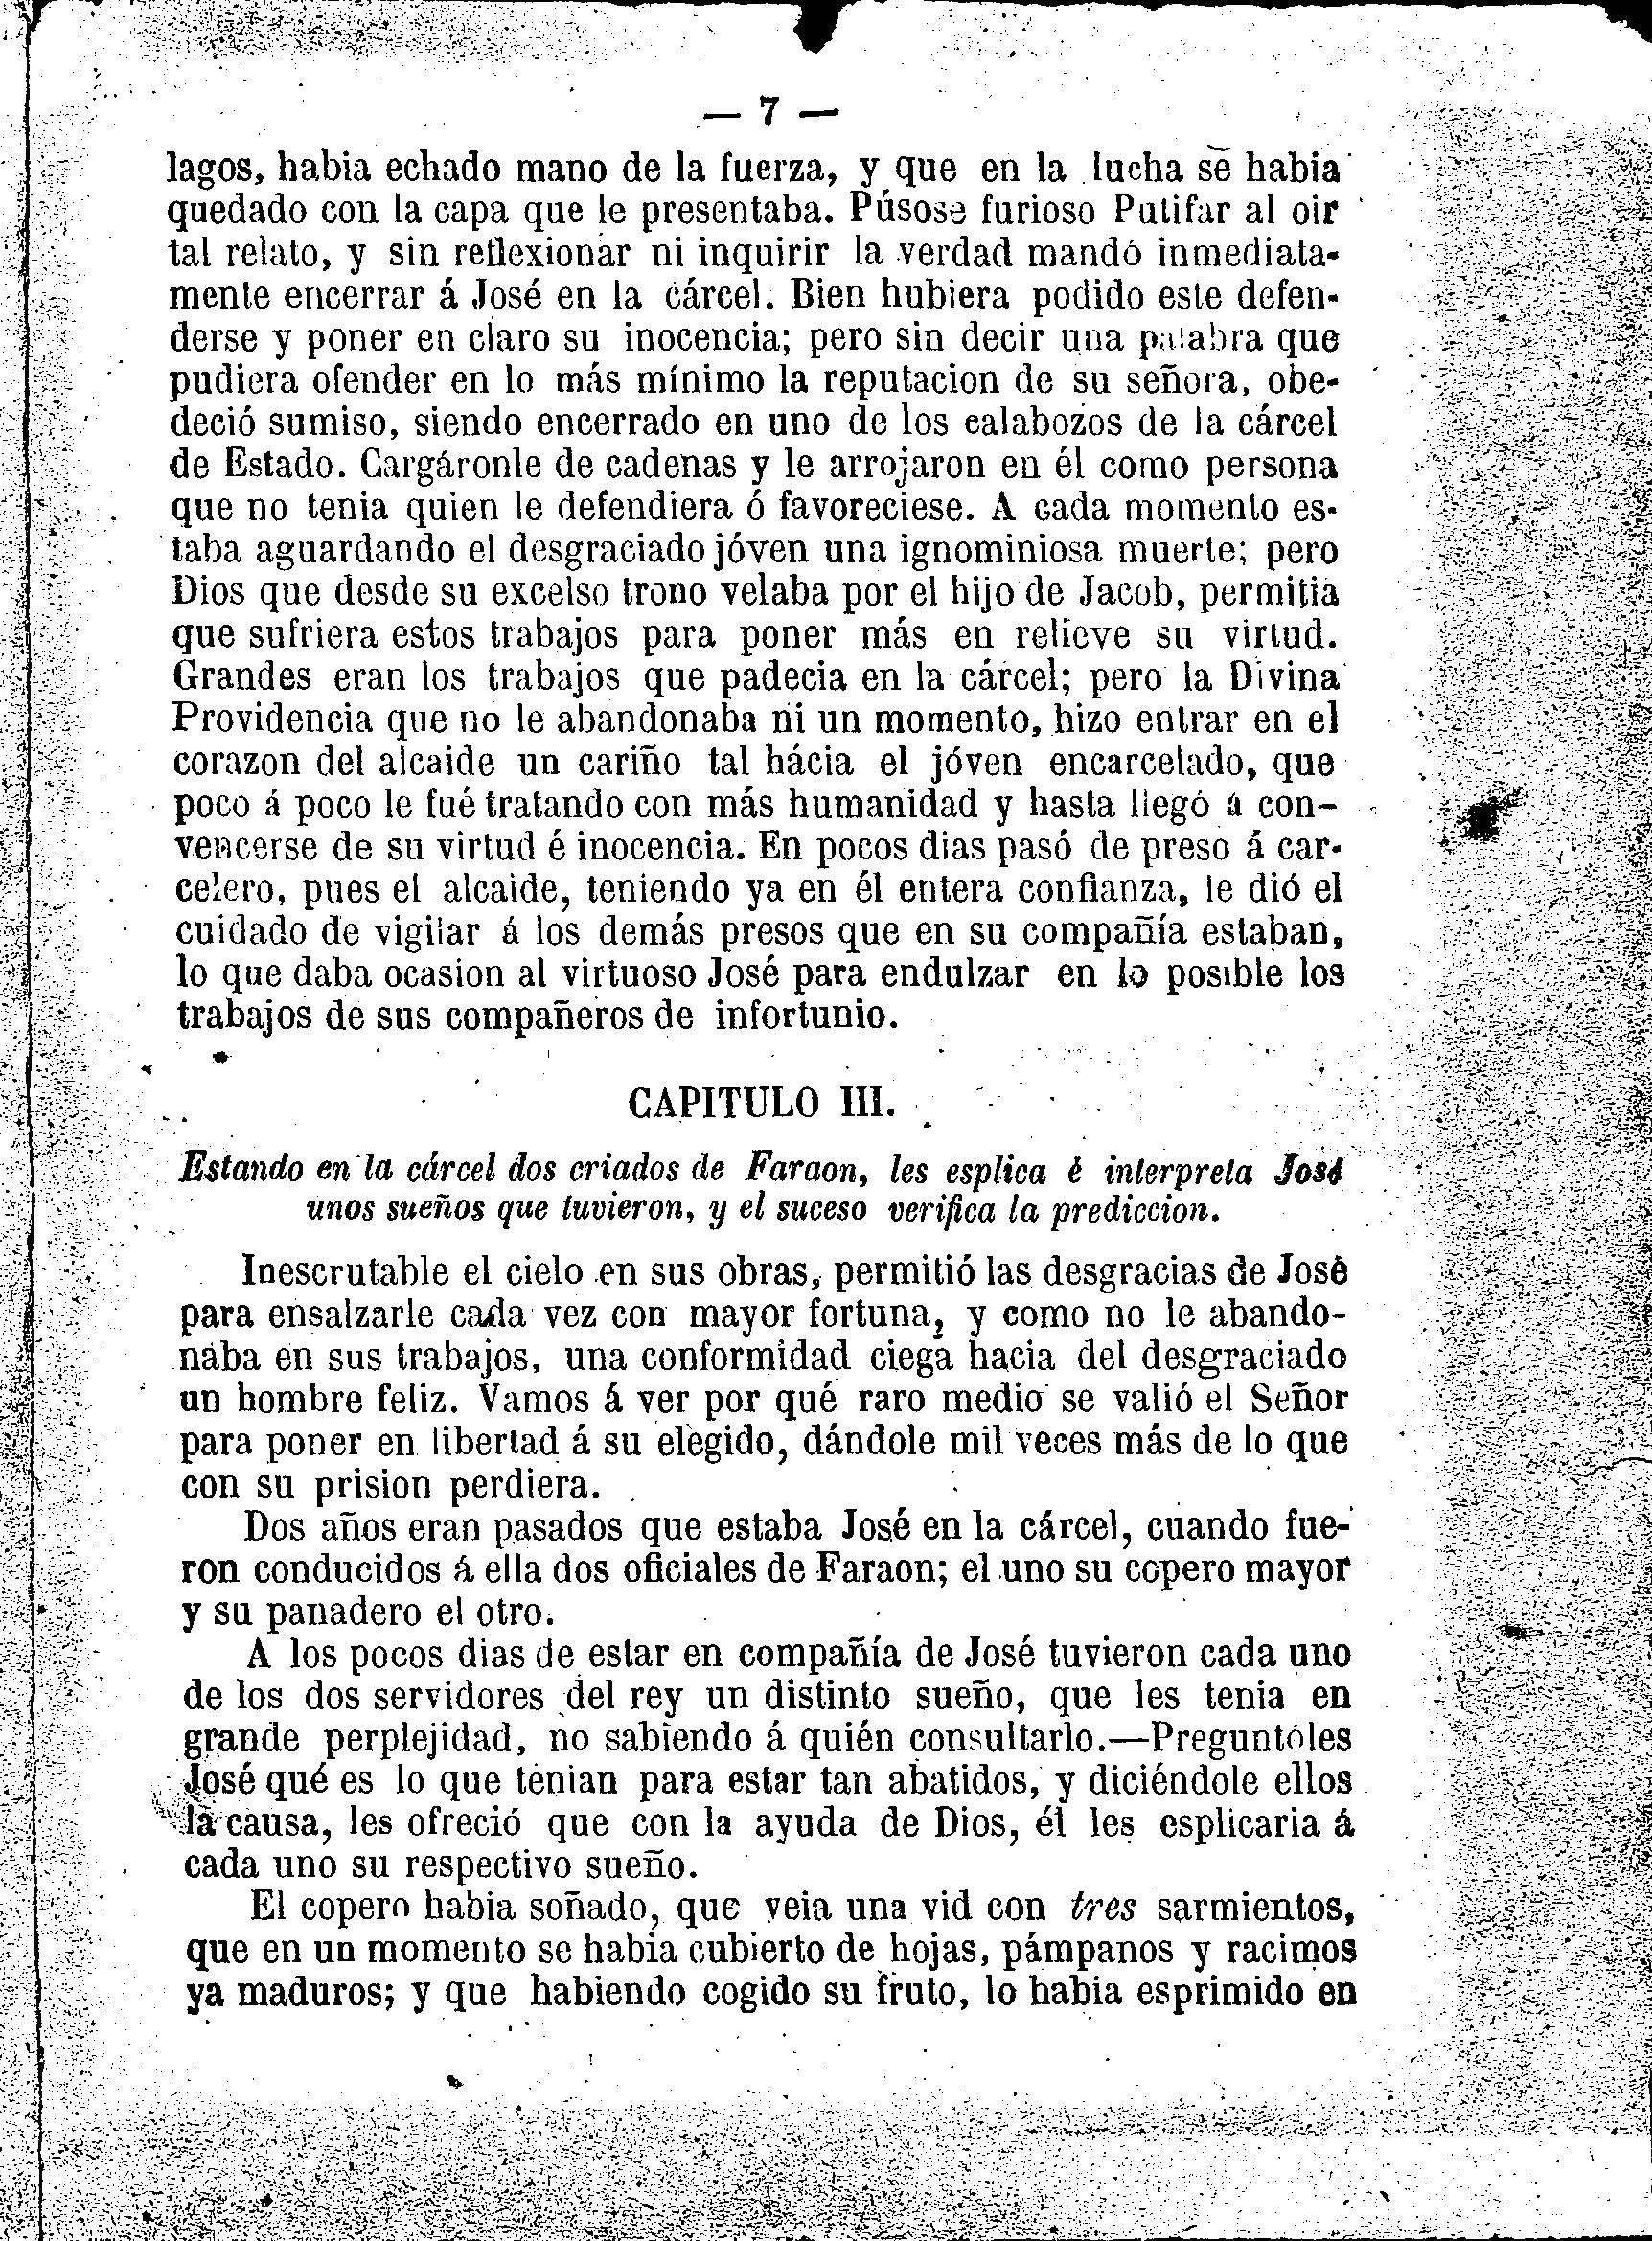 — 7 —
lagos, habia echado mano de la fuerza, y que en la lucha se habia
quedado con la capa que le presentaba. Púsose furioso Putifar al oir
tal relato, y sin reflexionar ni inquirir la verdad mandó inmediata-
mente encerrar á José en la cárcel. Bien hubiera podido este defen-
derse y poner en claro su inocencia; pero sin decir una palabra que
pudiera ofender en lo más mínimo la reputacion de su señora, obe-
deció sumiso, siendo encerrado en uno de los calabozos de la cárcel
de Estado. Cargáronle de cadenas y le arrojaron en él como persona
que no tenia quien le defendiera ó favoreciese. A cada momento es-
taba aguardando el desgraciado jóven una ignominiosa muerte; pero
Dios que desde su excelso trono velaba por el hijo de Jacob, permitia
que sufriera estos trabajos para poner más en relieve su virtud.
Grandes eran los trabajos que padecia en la cárcel; pero la Divina
Providencia que no le abandonaba ni un momento, hizo entrar en el
corazon del alcaide un cariño tal hácia el jóven encarcelado, que
poco á poco le fué tratando con más humanidad y hasta llegó á con-
vencerse de su virtud é inocencia. En pocos dias pasó de preso á car-
celero, pues el alcaide, teniendo ya en él entera confianza, le dió el
cuidado de vigilar á los demás presos que en su compañía estaban,
lo que daba ocasion al virtuoso José para endulzar en lo posible los
trabajos de sus compañeros de infortunio.
CAPITULO III.
Estando en la cárcel dos criados de Faraon, les esplica é interpreta José
unos sueños que tuvieron, y el suceso verifica la prediccion.
Inescrutable el cielo en sus obras, permitió las desgracias de José
para ensalzarle cada vez con mayor fortuna, y como no le abando-
naba en sus trabajos, una conformidad ciega hacia del desgraciado
un hombre feliz. Vamos á ver por qué raro medio se valió el Señor
para poner en libertad á su elegido, dándole mil veces más de lo que
con su prision perdiera.
Dos años eran pasados que estaba José en la cárcel, cuando fue-
ron conducidos á ella dos oficiales de Faraon; el uno su copero mayor
y su panadero el otro.
A los pocos dias de estar en compañía de José tuvieron cada uno
de los dos servidores del rey un distinto sueño, que les tenia en
grande perplejidad, no sabiendo á quién consultarlo.—Preguntóles
José qué es lo que tenian para estar tan abatidos, y diciéndole ellos
la causa, les ofreció que con la ayuda de Dios, él les esplicaria á
cada uno su respectivo sueño.
El copero habia soñado, que veia una vid con tres sarmientos,
que en un momento se habia cubierto de hojas, pámpanos y racimos
ya maduros; y que habiendo cogido su fruto, lo habia esprimido en